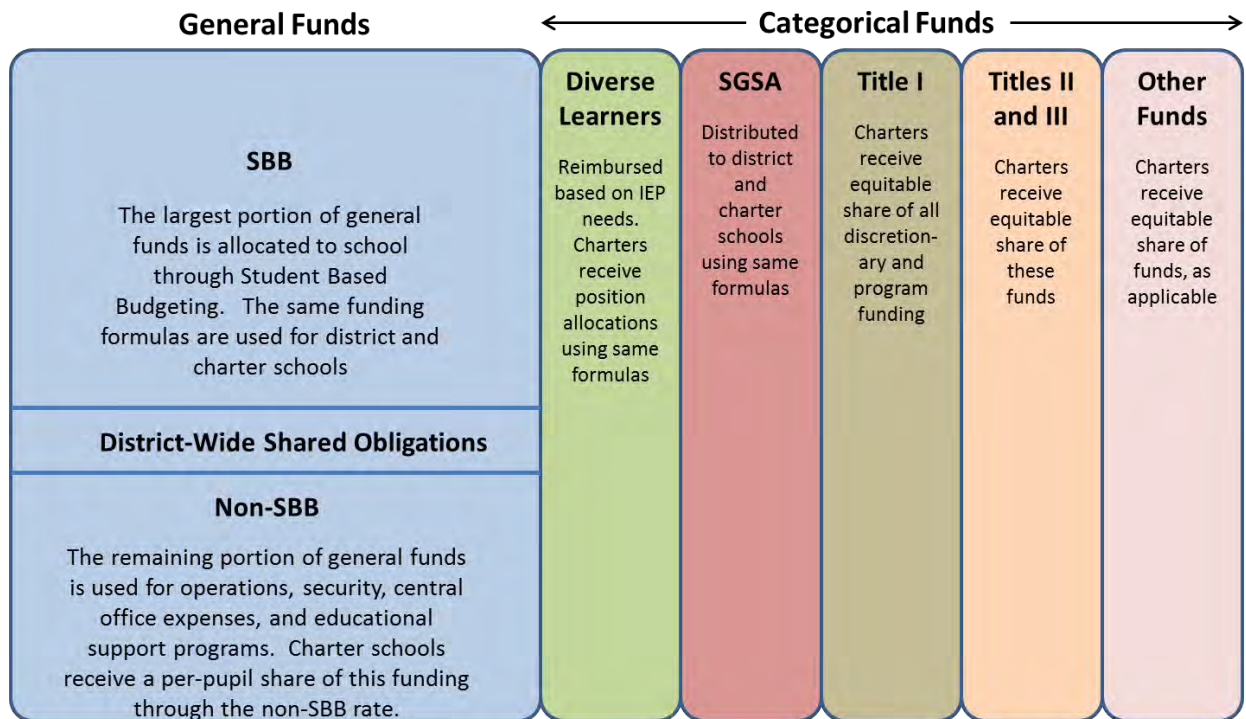 General Funds
Categorical Funds
SBB
The largest portion of general
funds is allocated to school
through Student Based
Budgeting.   The same funding
formulas are used for district and
charter schools
District-Wide Shared Obligations
Non-SBB
The remaining portion of general funds
is used for operations, security, central
office expenses, and educational
support programs.  Charter schools
receive a per-pupil share of this funding
through the non-SBB rate.
Diverse
Learners
Reimbursed
based on IEP
needs.
Charters
receive
position
allocations
using same
formulas
SGSA
Distributed
to district
and
charter
schools
using same
formulas
Title I
Charters
receive
equitable
share of all
discretion-
ary and
program
funding
Titles II
and III
Charters
receive
equitable
share of
these
funds
Other
Funds
Charters
receive
equitable
share of
funds, as
applicable